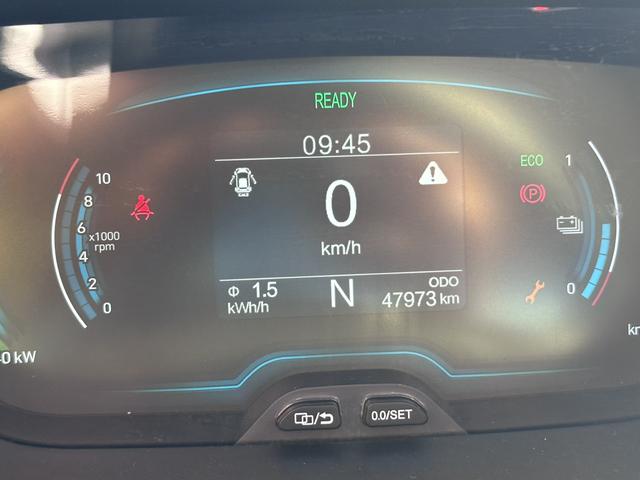 READY
09:45
ECO
1
10
8
6
x1000
rpm
4
2
0
P
0
km/h
0
Φ 1.5
kWh/h
N
ODO
47973 km
0 kW
0.0/SET